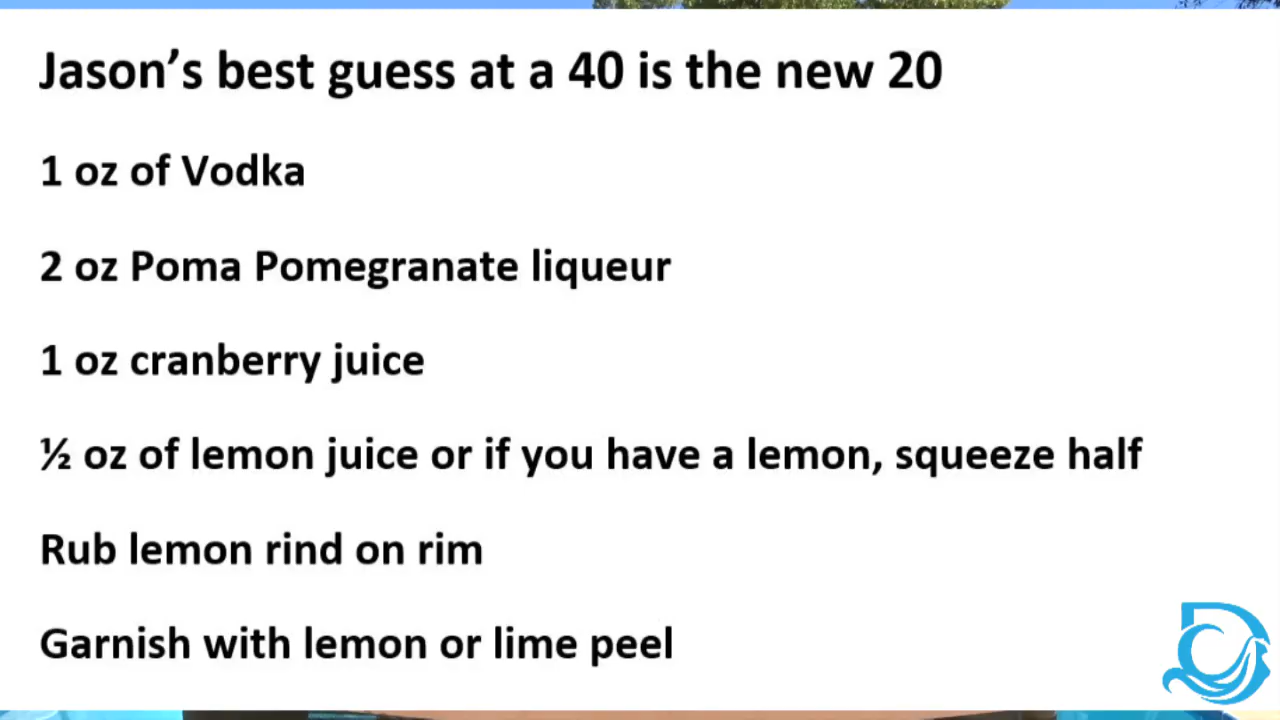 Jason’s best guess at a 40 is the new 20
1 oz of Vodka
2 oz Poma Pomegranate liqueur
1 oz cranberry juice
½ oz of lemon juice or if you have a lemon, squeeze half
Rub lemon rind on rim
Garnish with lemon or lime peel